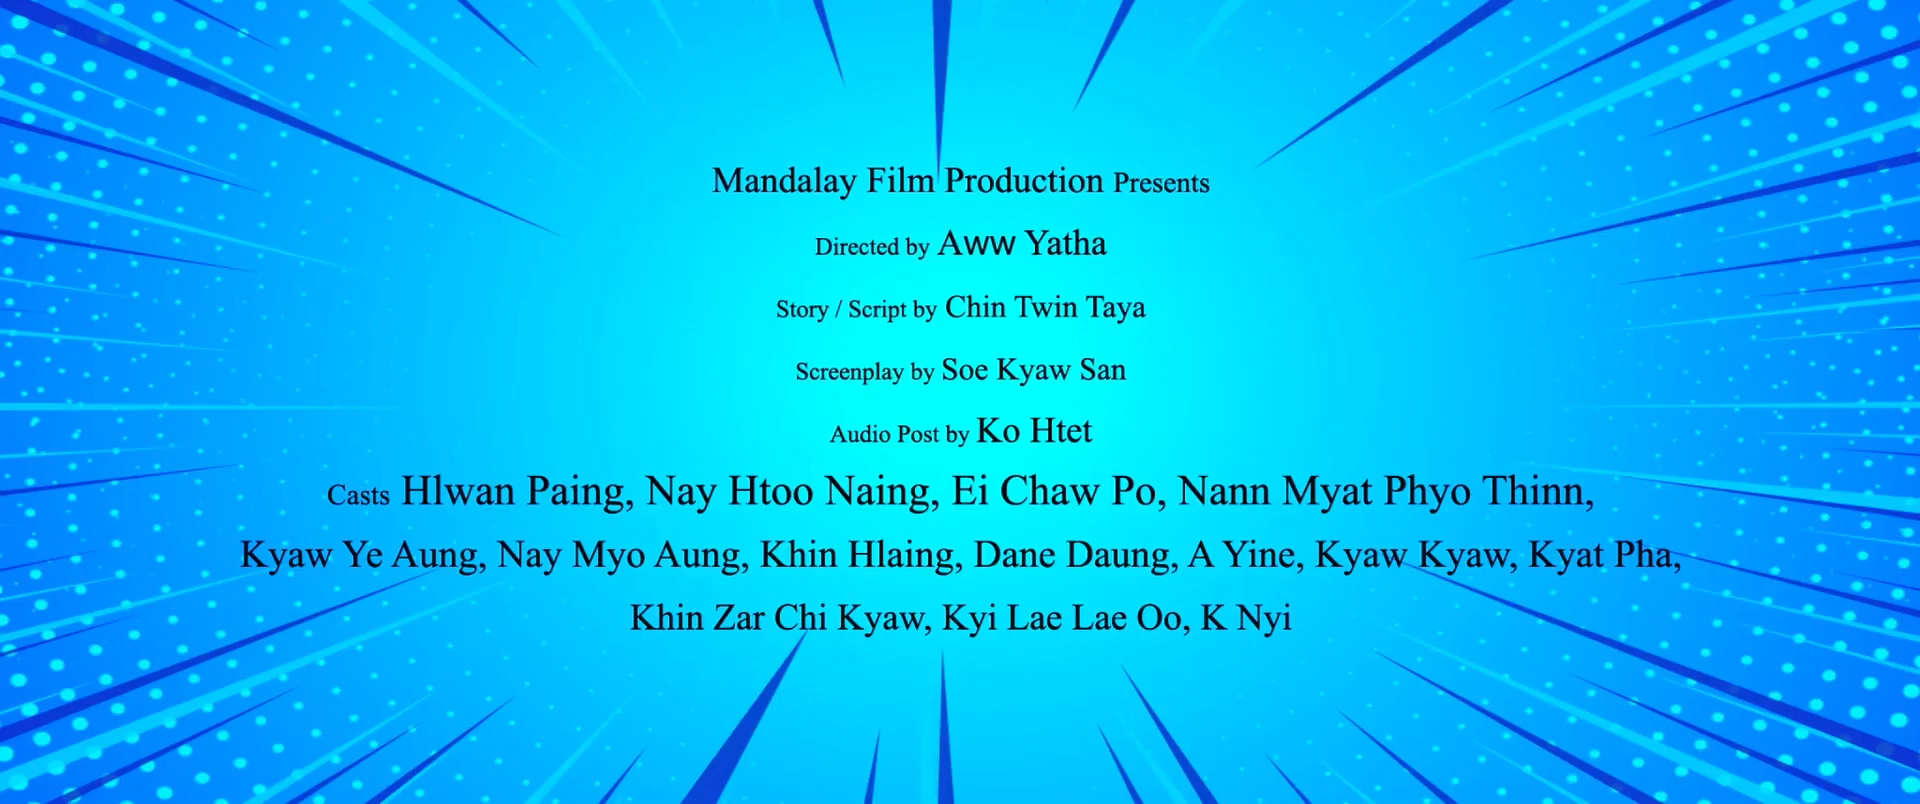 Mandalay Film Production Presents
Directed by Aww Yatha
Story / Script by Chin Twin Taya
Screenplay by Soe Kyaw San
Audio Post by Ko Htet
Casts Hlwan Paing, Nay Htoo Naing, Ei Chaw Po, Nann Myat Phyo Thinn,
Kyaw Ye Aung, Nay Myo Aung, Khin Hlaing, Dane Daung, A Yine, Kyaw Kyaw, Kyat Pha,
Khin Zar Chi Kyaw, Kyi Lae Lae Oo, K Nyi